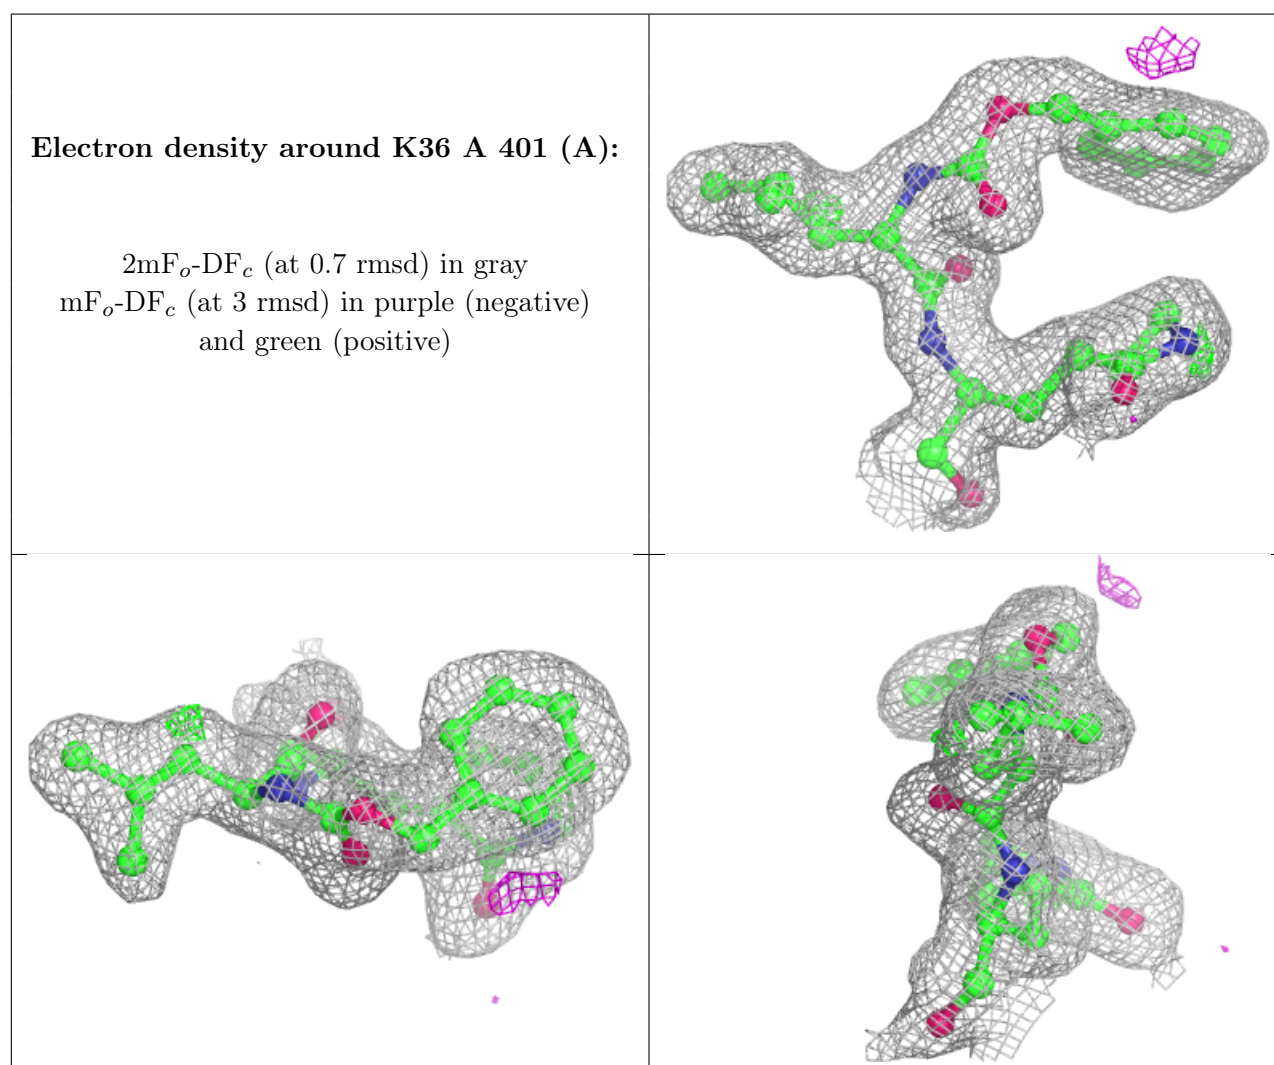 Electron density around K36 A 401 (A):
2mFo-DFc (at 0.7 rmsd) in gray
mFo-DFc (at 3 rmsd) in purple (negative)
and green (positive)